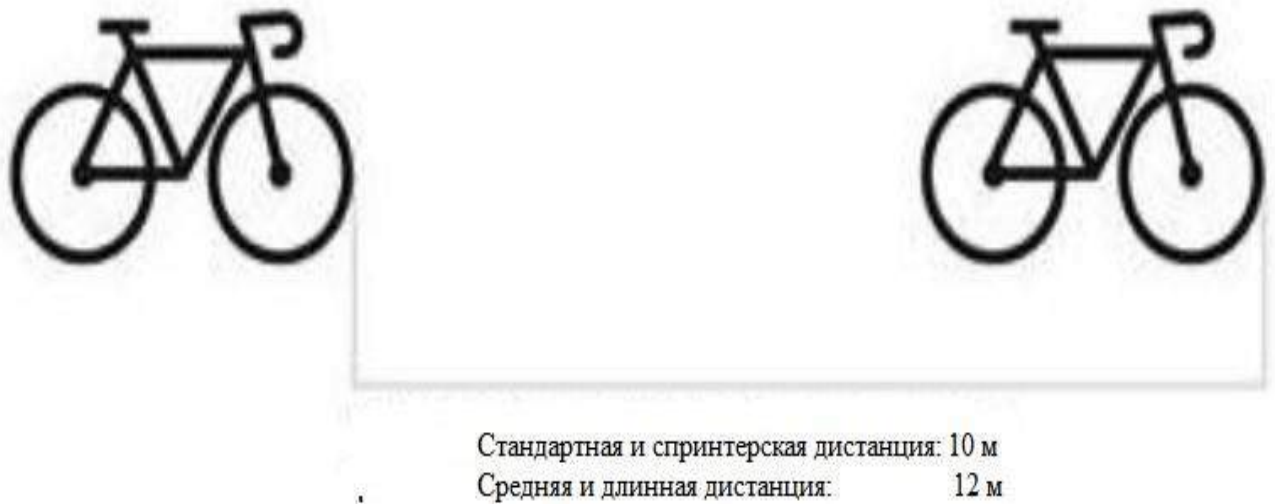 Стандартная и спринтерская дистанция: 10 м
Средняя и длинная дистанция: 12 м